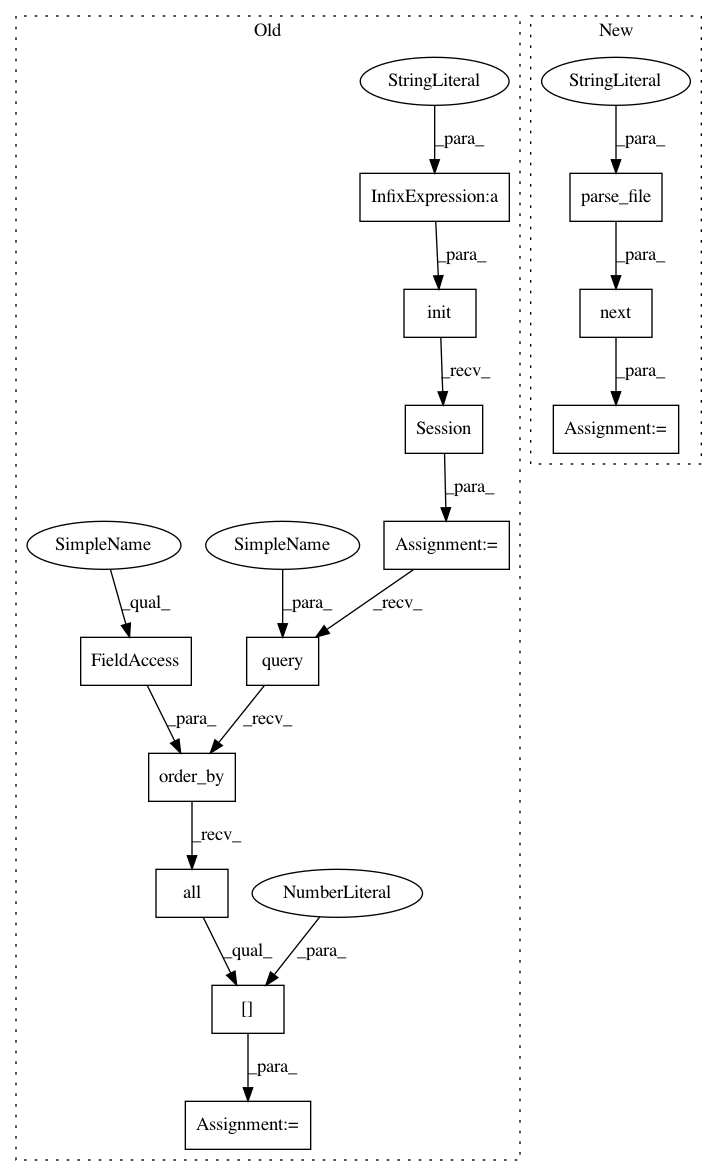 Old
New
StringLiteral
StringLiteral
_para_
_para_
InfixExpression:a
parse_file
_para_
_para_
init
next
_recv_
_para_
Session
Assignment:=
_para_
SimpleName
SimpleName
Assignment:=
_qual_
_para_
_recv_
FieldAccess
query
_para_
_recv_
order_by
_recv_
all
NumberLiteral
_qual_
_para_
[]
_para_
Assignment:=